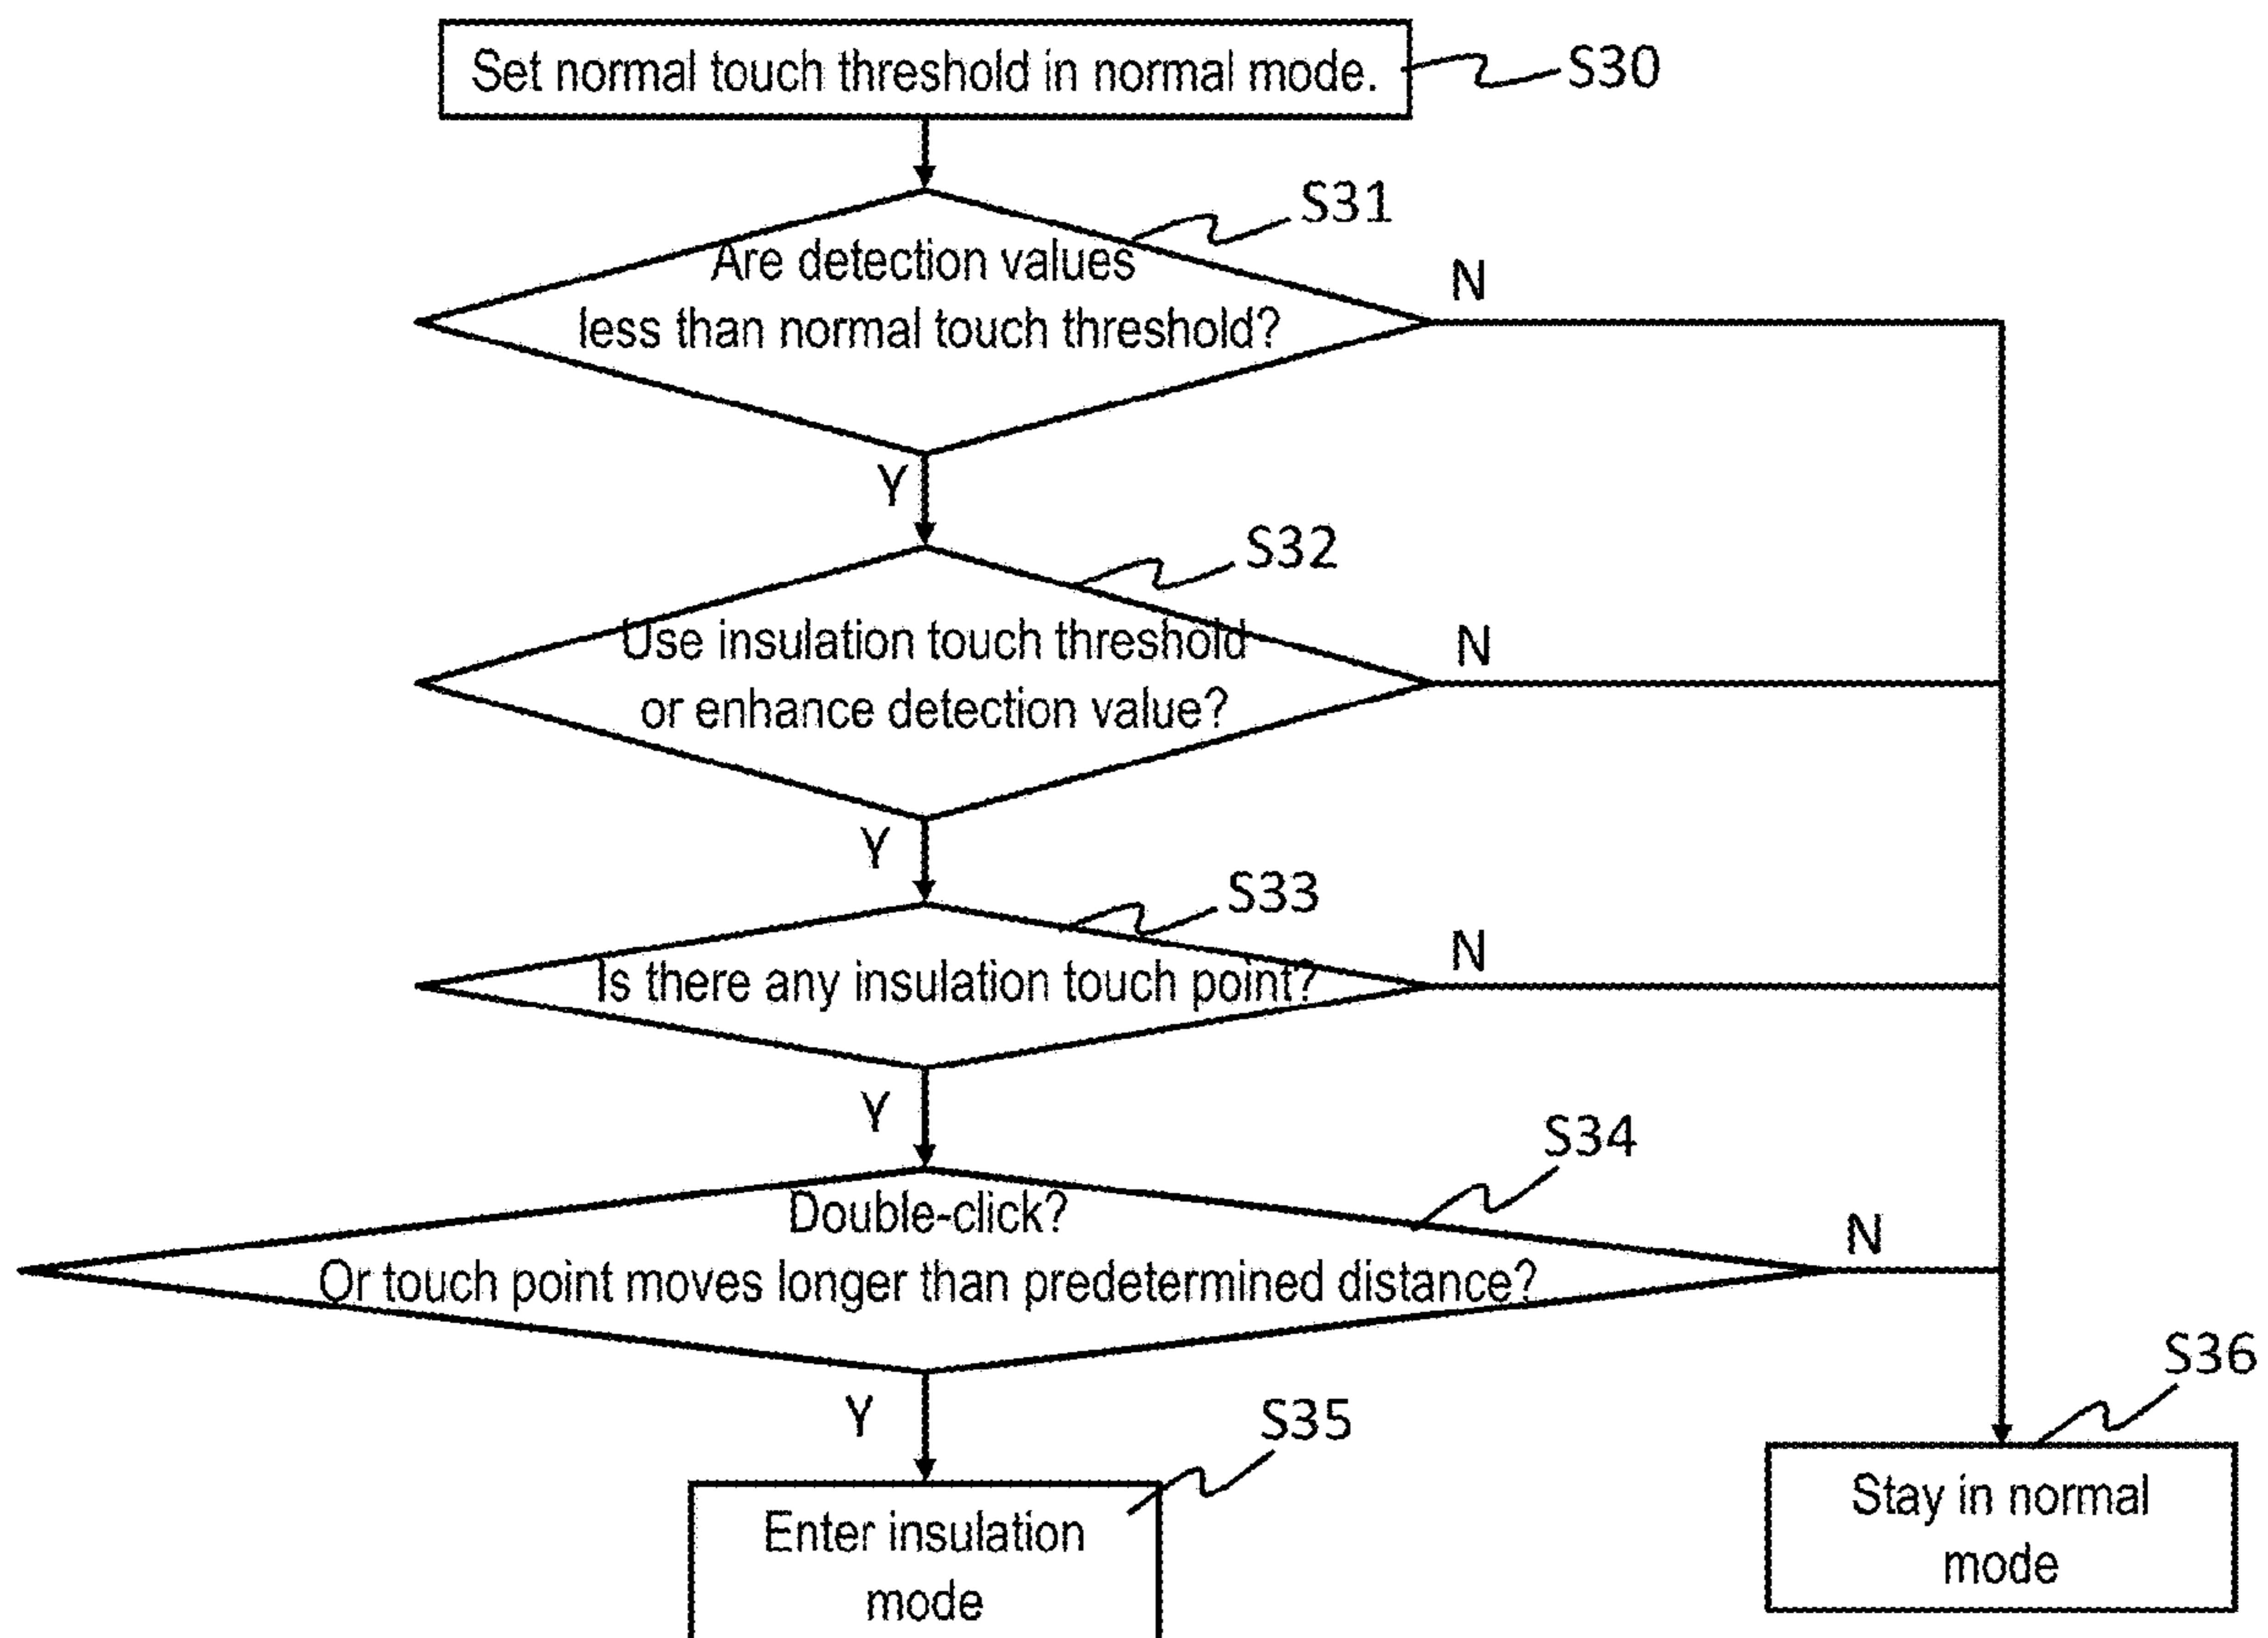 Set normal touch threshold in normal mode.
S30
S31
Are detection values
less than normal touch threshold?
N
Y
S32
Use insulation touch threshold
or enhance detection value?
N
Y
S33
Is there any insulation touch point?
N
Y
S34
Double-click?
Or touch point moves longer than predetermined distance?
N
Y
S35
Enter insulation
mode
S36
Stay in normal
mode